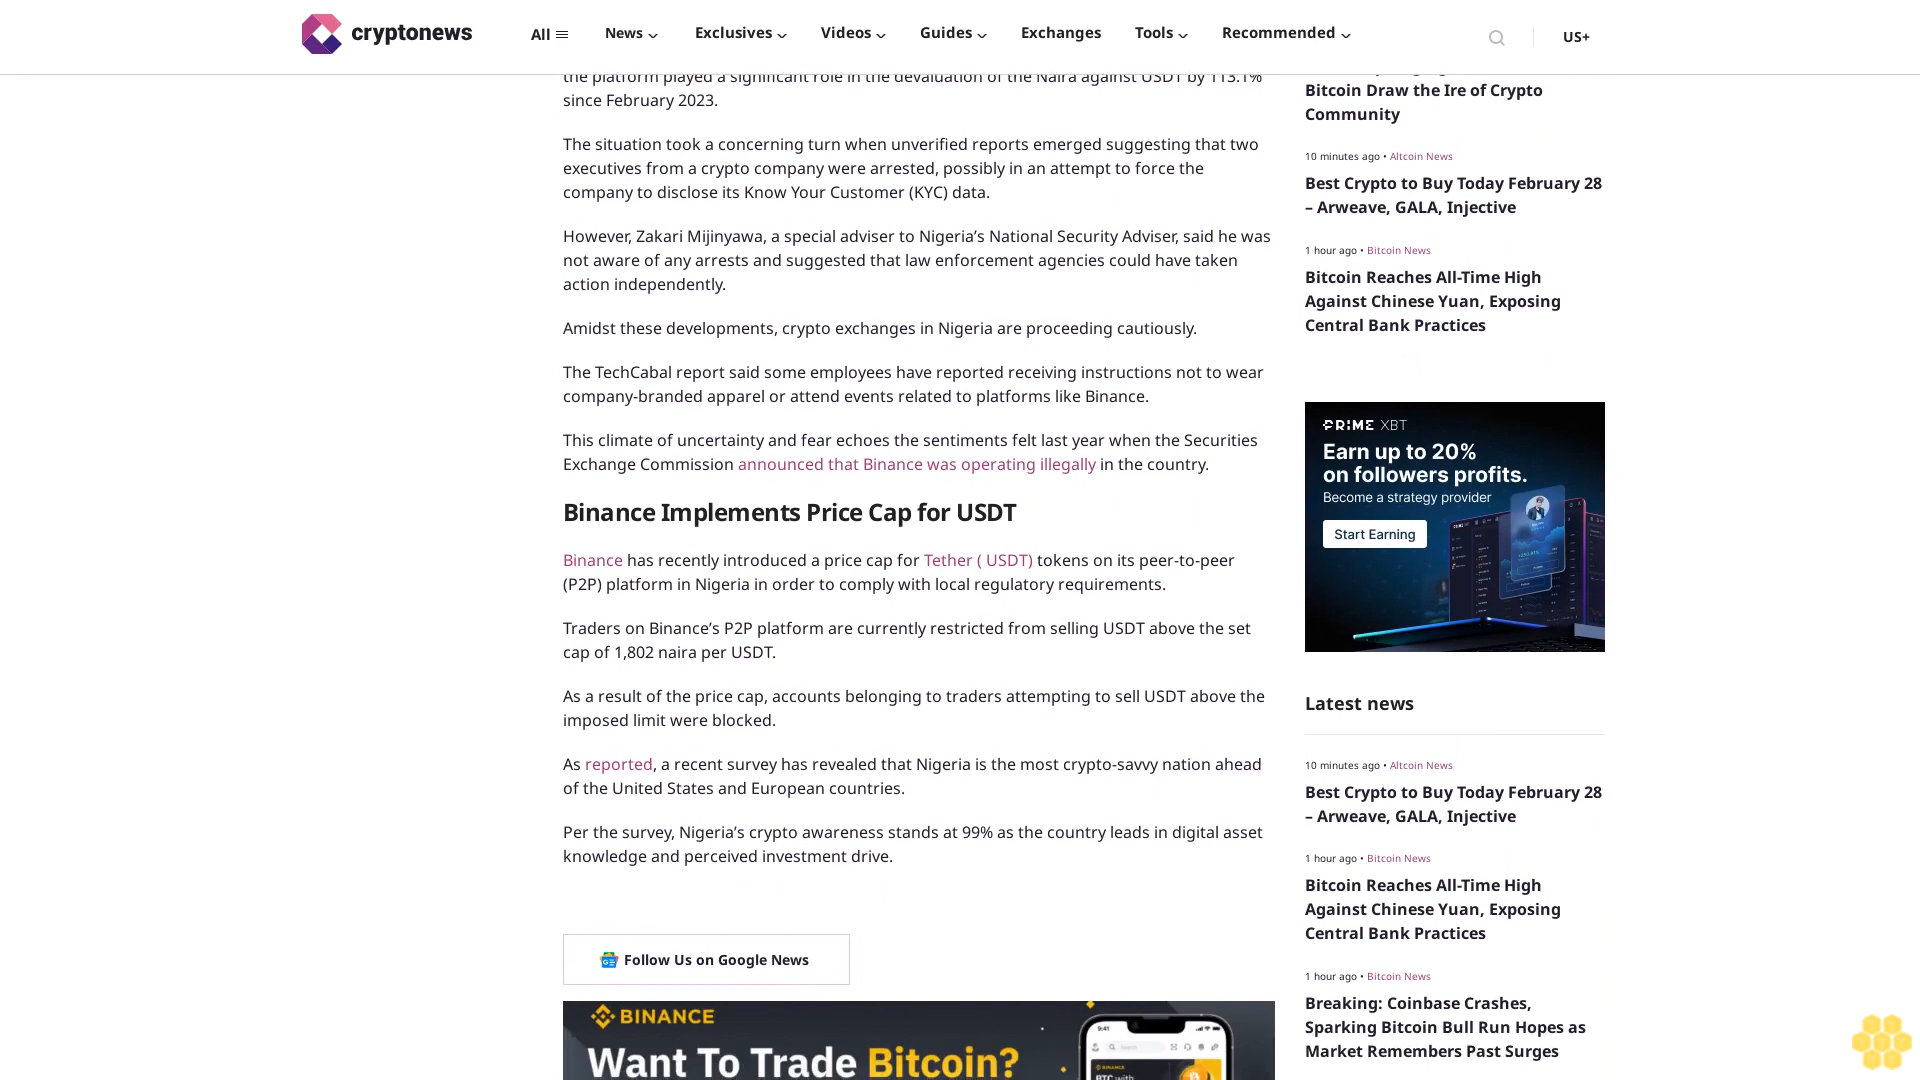 cryptonews
All
News
Exclusives
Videos
Guides
Exchanges
Tools
Recommended
US+
the platform played a significant role in the devaluation of the Naira against USDT by 113.1%
since February 2023.
The situation took a concerning turn when unverified reports emerged suggesting that two
executives from a crypto company were arrested, possibly in an attempt to force the
company to disclose its Know Your Customer (KYC) data.
However, Zakari Mijinyawa, a special adviser to Nigeria’s National Security Adviser, said he was
not aware of any arrests and suggested that law enforcement agencies could have taken
action independently.
Amidst these developments, crypto exchanges in Nigeria are proceeding cautiously.
The TechCabal report said some employees have reported receiving instructions not to wear
company-branded apparel or attend events related to platforms like Binance.
This climate of uncertainty and fear echoes the sentiments felt last year when the Securities
Exchange Commission announced that Binance was operating illegally in the country.
Binance Implements Price Cap for USDT
Binance has recently introduced a price cap for Tether ( USDT) tokens on its peer-to-peer
(P2P) platform in Nigeria in order to comply with local regulatory requirements.
Traders on Binance’s P2P platform are currently restricted from selling USDT above the set
cap of 1,802 naira per USDT.
As a result of the price cap, accounts belonging to traders attempting to sell USDT above the
imposed limit were blocked.
As reported, a recent survey has revealed that Nigeria is the most crypto-savvy nation ahead
of the United States and European countries.
Per the survey, Nigeria’s crypto awareness stands at 99% as the country leads in digital asset
knowledge and perceived investment drive.
Follow Us on Google News
BINANCE
Want To Trade Bitcoin?
9:41
Search
BTC with
Bitcoin Draw the Ire of Crypto
Community
10 minutes ago • Altcoin News
Best Crypto to Buy Today February 28
– Arweave, GALA, Injective
1 hour ago • Bitcoin News
Bitcoin Reaches All-Time High
Against Chinese Yuan, Exposing
Central Bank Practices
PRIME XBT
Earn up to 20%
on followers profits.
Become a strategy provider
Start Earning
Latest news
10 minutes ago • Altcoin News
Best Crypto to Buy Today February 28
– Arweave, GALA, Injective
1 hour ago • Bitcoin News
Bitcoin Reaches All-Time High
Against Chinese Yuan, Exposing
Central Bank Practices
1 hour ago • Bitcoin News
Breaking: Coinbase Crashes,
Sparking Bitcoin Bull Run Hopes as
Market Remembers Past Surges